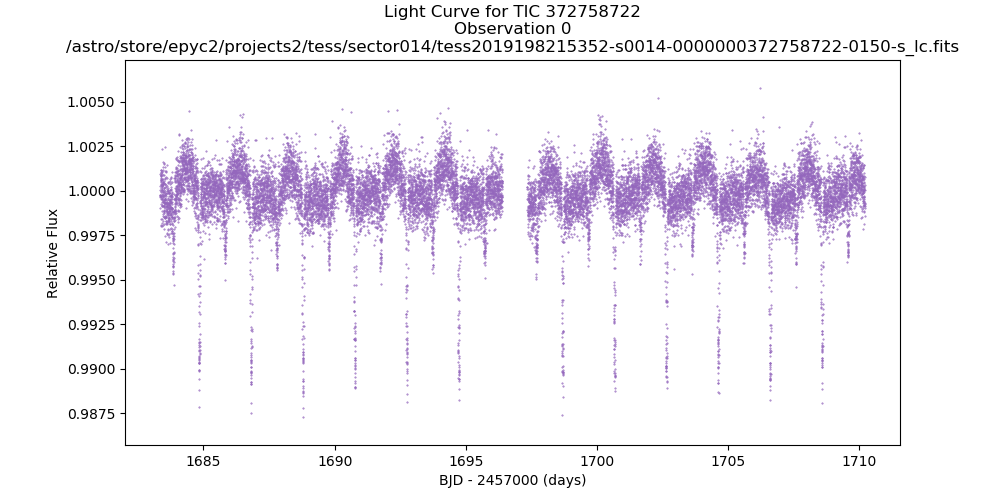 Light Curve for TIC 372758722
Observation 0
/astro/store/epyc2/projects2/tess/sector014/tess2019198215352-s0014-0000000372758722-0150-s_lc.fits
1.0050
1.0025
1.0000
0.9975
0.9950
0.9925
0.9900
0.9875
Relative Flux
1685 1690 1695 1700 1705 1710
BJD - 2457000 (days)